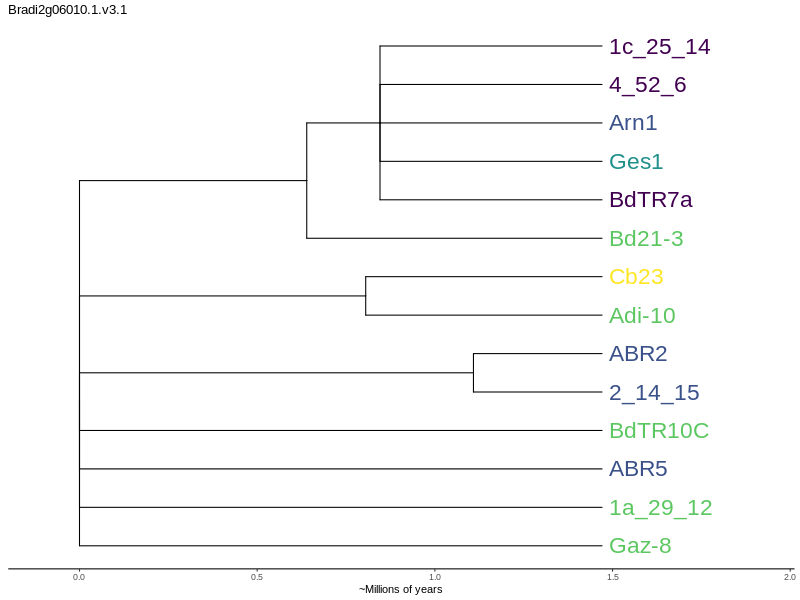 Bradi2g06010.1.v3.1
1c_25_14
4_52_6
Arn1
Ges1
BdTR7a
Bd21-3
Cb23
Adi-10
ABR2
2_14_15
BdTR10C
ABR5
1a_29_12
Gaz-8
0.0 0.5 1.0 1.5 2.0
~Millions of years